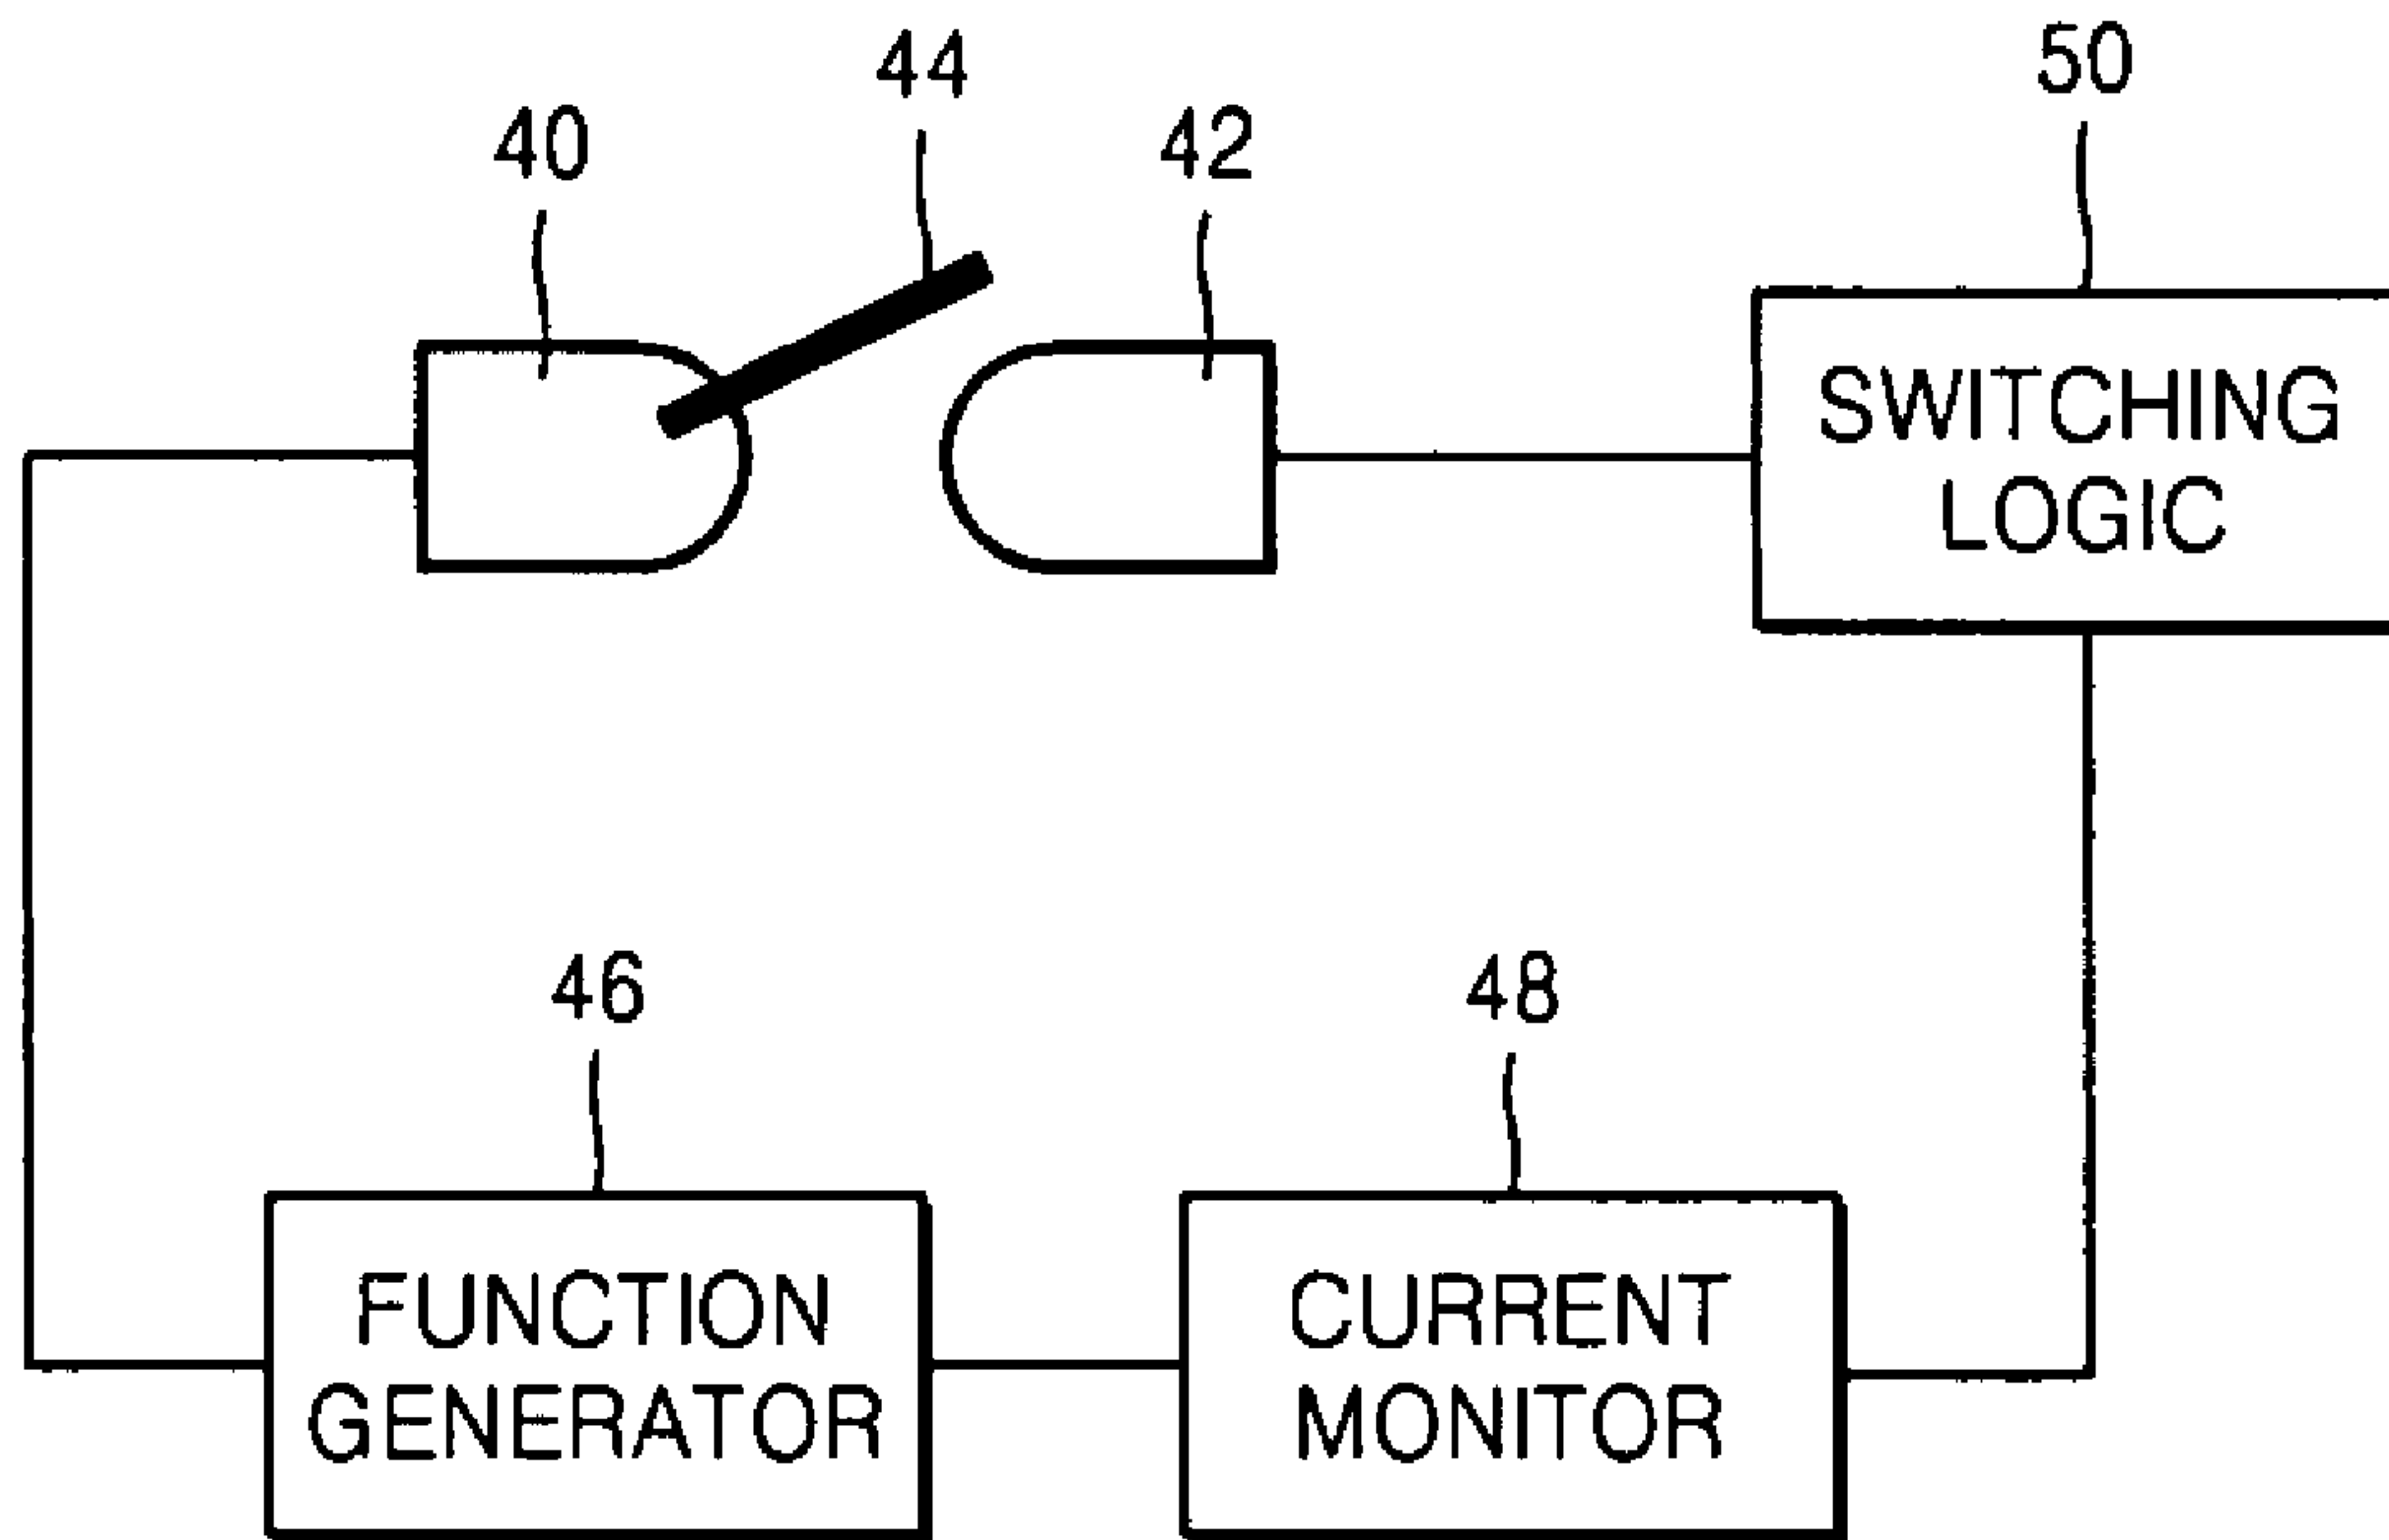 44
50
40
42
SWITCHING
LOGIC
46
48
FUNCTION
GENERATOR
CURRENT
MONITOR